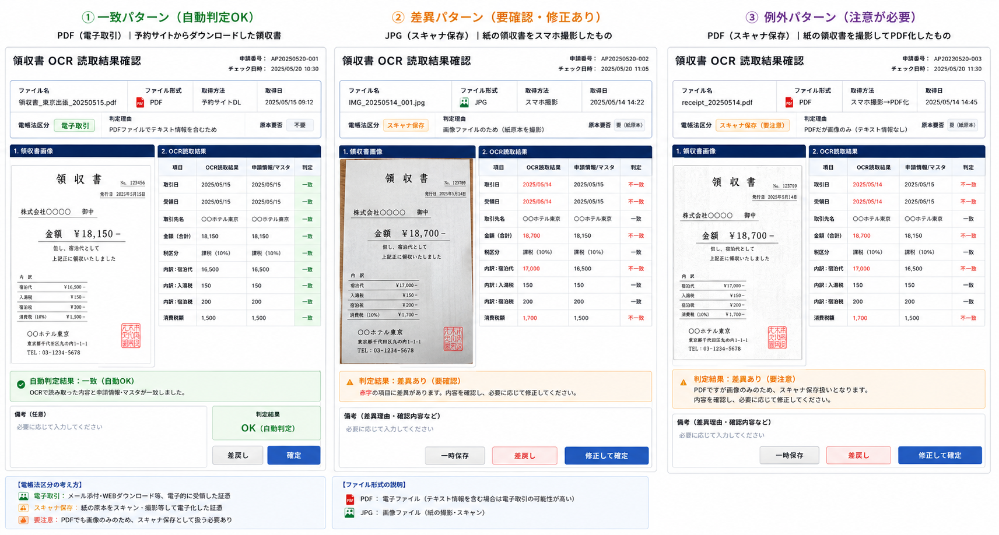 ① 一致パターン（自動判定OK）
PDF（電子取引）｜予約サイトからダウンロードした領収書
領収書 OCR 読取結果確認
申請番号： AP20250520-001
チェック日時： 2025/05/20 10:30
ファイル名 ファイル形式 取得方法 取得日
領収書_東京出張_20250515.pdf PDF 予約サイトDL 2025/05/15 09:12
電帳法区分 電子取引
判定理由
PDFファイルでテキスト情報を含むため
原本要否 不要
1. 領収書画像
領 収 書
No. 123456
発行日 2025年5月15日
株式会社〇〇〇〇 御中
金額 ¥18,150−
但し、宿泊代として
上記正に領収いたしました
内 訳
宿泊代 ¥16,500−
入湯税 ¥150−
宿泊税 ¥200−
消費税（10%） ¥1,500−
〇〇ホテル東京
東京都千代田区丸の内1-1-1
TEL：03-1234-5678
2. OCR読取結果
項目 OCR読取結果 申請情報/マスタ 判定
取引日 2025/05/15 2025/05/15 一致
受領日 2025/05/15 2025/05/15 一致
取引先名 〇〇ホテル東京 〇〇ホテル東京 一致
金額（合計） 18,150 18,150 一致
税区分 課税（10%） 課税（10%） 一致
内訳：宿泊代 16,500 16,500 一致
内訳：入湯税 150 150 一致
内訳：宿泊税 200 200 一致
消費税額 1,500 1,500 一致
自動判定結果：一致（自動OK）
OCRで読み取った内容と申請情報・マスタが一致しました。
備考（任意）
必要に応じて入力してください
判定結果
OK（自動判定）
差戻し 確定
② 差異パターン（要確認・修正あり）
JPG（スキャナ保存）｜紙の領収書をスマホ撮影したもの
領収書 OCR 読取結果確認
申請番号： AP20250520-002
チェック日時： 2025/05/20 11:05
ファイル名 ファイル形式 取得方法 取得日
IMG_20250514_001.jpg JPG スマホ撮影 2025/05/14 14:22
電帳法区分 スキャナ保存
判定理由
画像ファイルのため（紙原本を撮影）
原本要否 要（紙原本）
1. 領収書画像
領 収 書
No. 123789
発行日 2025年5月14日
株式会社〇〇〇〇 御中
金額 ¥18,700−
但し、宿泊代として
上記正に領収いたしました
内 訳
宿泊代 ¥17,000−
入湯税 ¥150−
宿泊税 ¥200−
消費税（10%） ¥1,700−
〇〇ホテル東京
東京都千代田区丸の内1-1-1
TEL：03-1234-5678
2. OCR読取結果
項目 OCR読取結果 申請情報/マスタ 判定
取引日 2025/05/14 2025/05/15 不一致
受領日 2025/05/14 2025/05/15 不一致
取引先名 〇〇ホテル東京 〇〇ホテル東京 一致
金額（合計） 18,700 18,150 不一致
税区分 課税（10%） 課税（10%） 一致
内訳：宿泊代 17,000 16,500 不一致
内訳：入湯税 150 150 一致
内訳：宿泊税 200 200 一致
消費税額 1,700 1,500 不一致
判定結果：差異あり（要確認）
赤字の項目に差異があります。内容を確認し、必要に応じて修正してください。
備考（差異理由・確認内容など）
必要に応じて入力してください
一時保存 差戻し 修正して確定
③ 例外パターン（注意が必要）
PDF（スキャナ保存）｜紙の領収書を撮影してPDF化したもの
領収書 OCR 読取結果確認
申請番号： AP20230520-003
チェック日時： 2025/05/20 11:30
ファイル名 ファイル形式 取得方法 取得日
receipt_20250514.pdf PDF スマホ撮影→PDF化 2025/05/14 14:45
電帳法区分 スキャナ保存（要注意）
判定理由
PDFだが画像のみ（テキスト情報なし）
原本要否 要（紙原本）
1. 領収書画像
領 収 書
No. 123789
発行日 2025年5月14日
株式会社〇〇〇〇 御中
金額 ¥18,700−
但し、宿泊代として
上記正に領収いたしました
内 訳
宿泊代 ¥17,000−
入湯税 ¥150−
宿泊税 ¥200−
消費税（10%） ¥1,700−
〇〇ホテル東京
東京都千代田区丸の内1-1-1
TEL：03-1234-5678
2. OCR読取結果
項目 OCR読取結果 申請情報/マスタ 判定
取引日 2025/05/14 2025/05/15 不一致
受領日 2025/05/14 2025/05/15 不一致
取引先名 〇〇ホテル東京 〇〇ホテル東京 一致
金額（合計） 18,700 18,150 不一致
税区分 課税（10%） 課税（10%） 一致
内訳：宿泊代 17,000 16,500 不一致
内訳：入湯税 150 150 一致
内訳：宿泊税 200 200 一致
消費税額 1,700 1,500 不一致
判定結果：差異あり（要注意）
PDFですが画像のみのため、スキャナ保存扱いとなります。
内容を確認し、必要に応じて修正してください。
備考（差異理由・確認内容など）
必要に応じて入力してください
一時保存 差戻し 修正して確定
【電帳法区分の考え方】
電子取引： メール添付・WEBダウンロード等、電子的に受領した証憑
スキャナ保存： 紙の原本をスキャン・撮影等して電子化した証憑
要注意： PDFでも画像のみのため、スキャナ保存として扱う必要あり
【ファイル形式の説明】
PDF ： 電子ファイル（テキスト情報を含む場合は電子取引の可能性が高い）
JPG ： 画像ファイル（紙の撮影・スキャン）